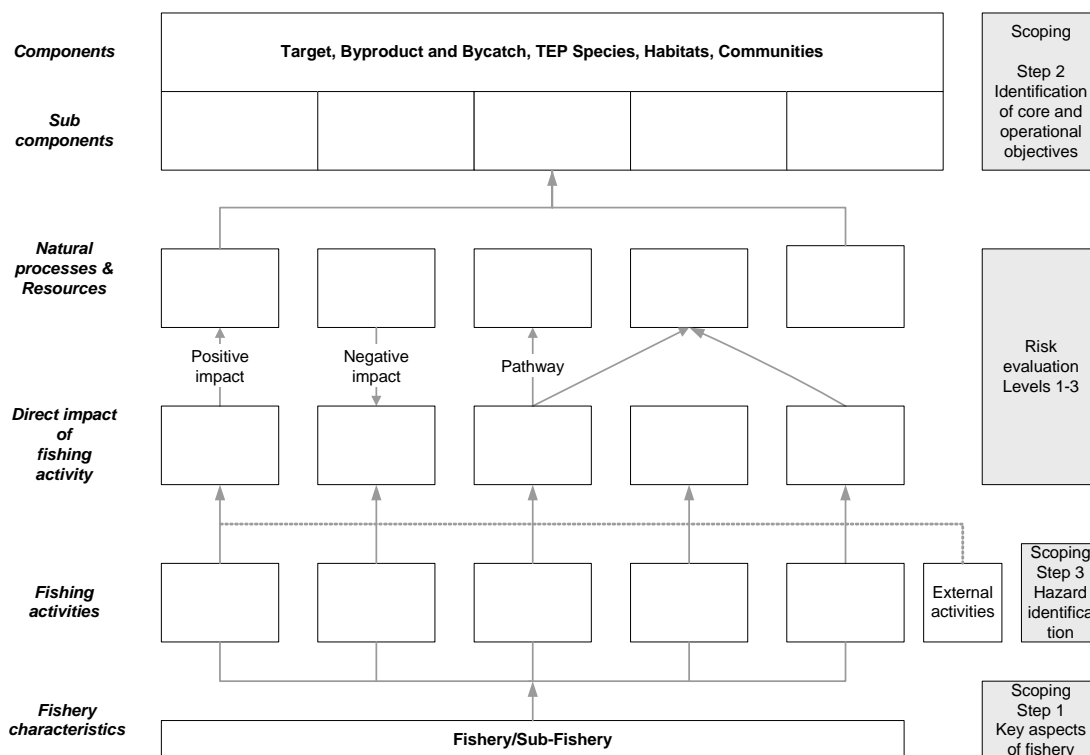 Components
Target, Byproduct and Bycatch, TEP Species, Habitats, Communities
Scoping
Step 2
Identification
of core and
operational
objectives
Sub
components
Natural
processes &
Resources
Positive
impact
Negative
impact
Pathway
Risk
evaluation
Levels 1-3
Direct impact
of
fishing
activity
Fishing
activities
External
activities
Scoping
Step 3
Hazard
identifica
tion
Fishery
characteristics
Fishery/Sub-Fishery
Scoping
Step 1
Key aspects
of fishery